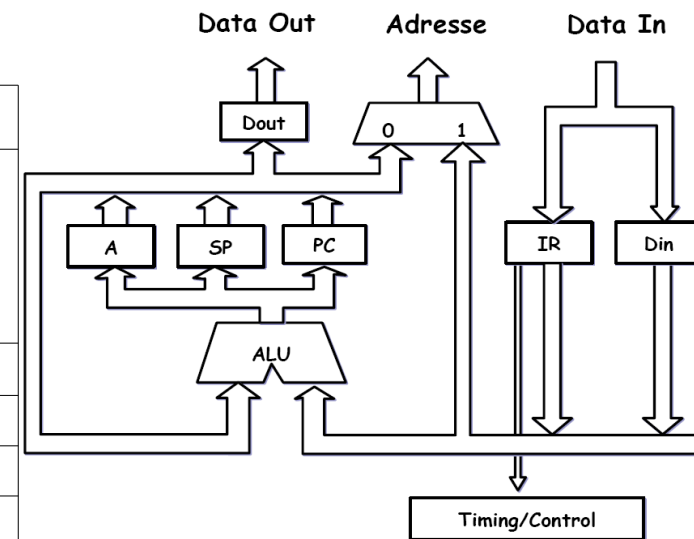 Data Out Adresse Data In
Dout 0 1
A SP PC IR Din
ALU
Timing/Control